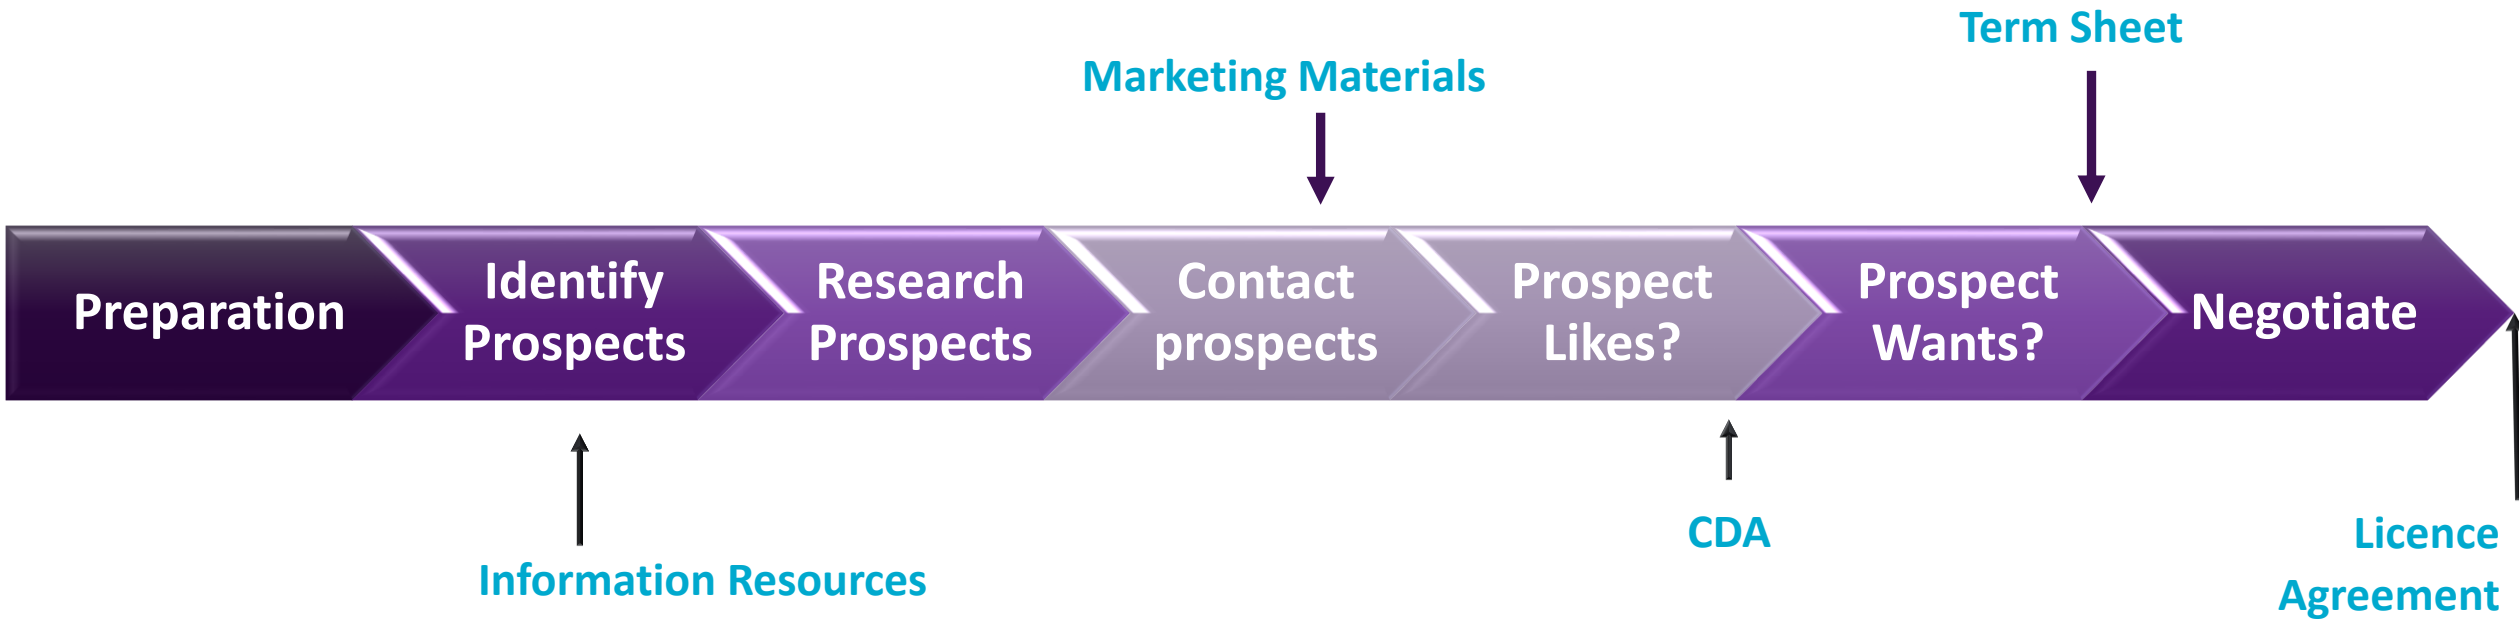 Term Sheet
Marketing Materials
Preparation
Identify
Prospects
Research
Prospects
Contact
prospects
Prospect
Likes?
Prospect
Wants?
Negotiate
CDA
Information Resources
Licence
Agreement